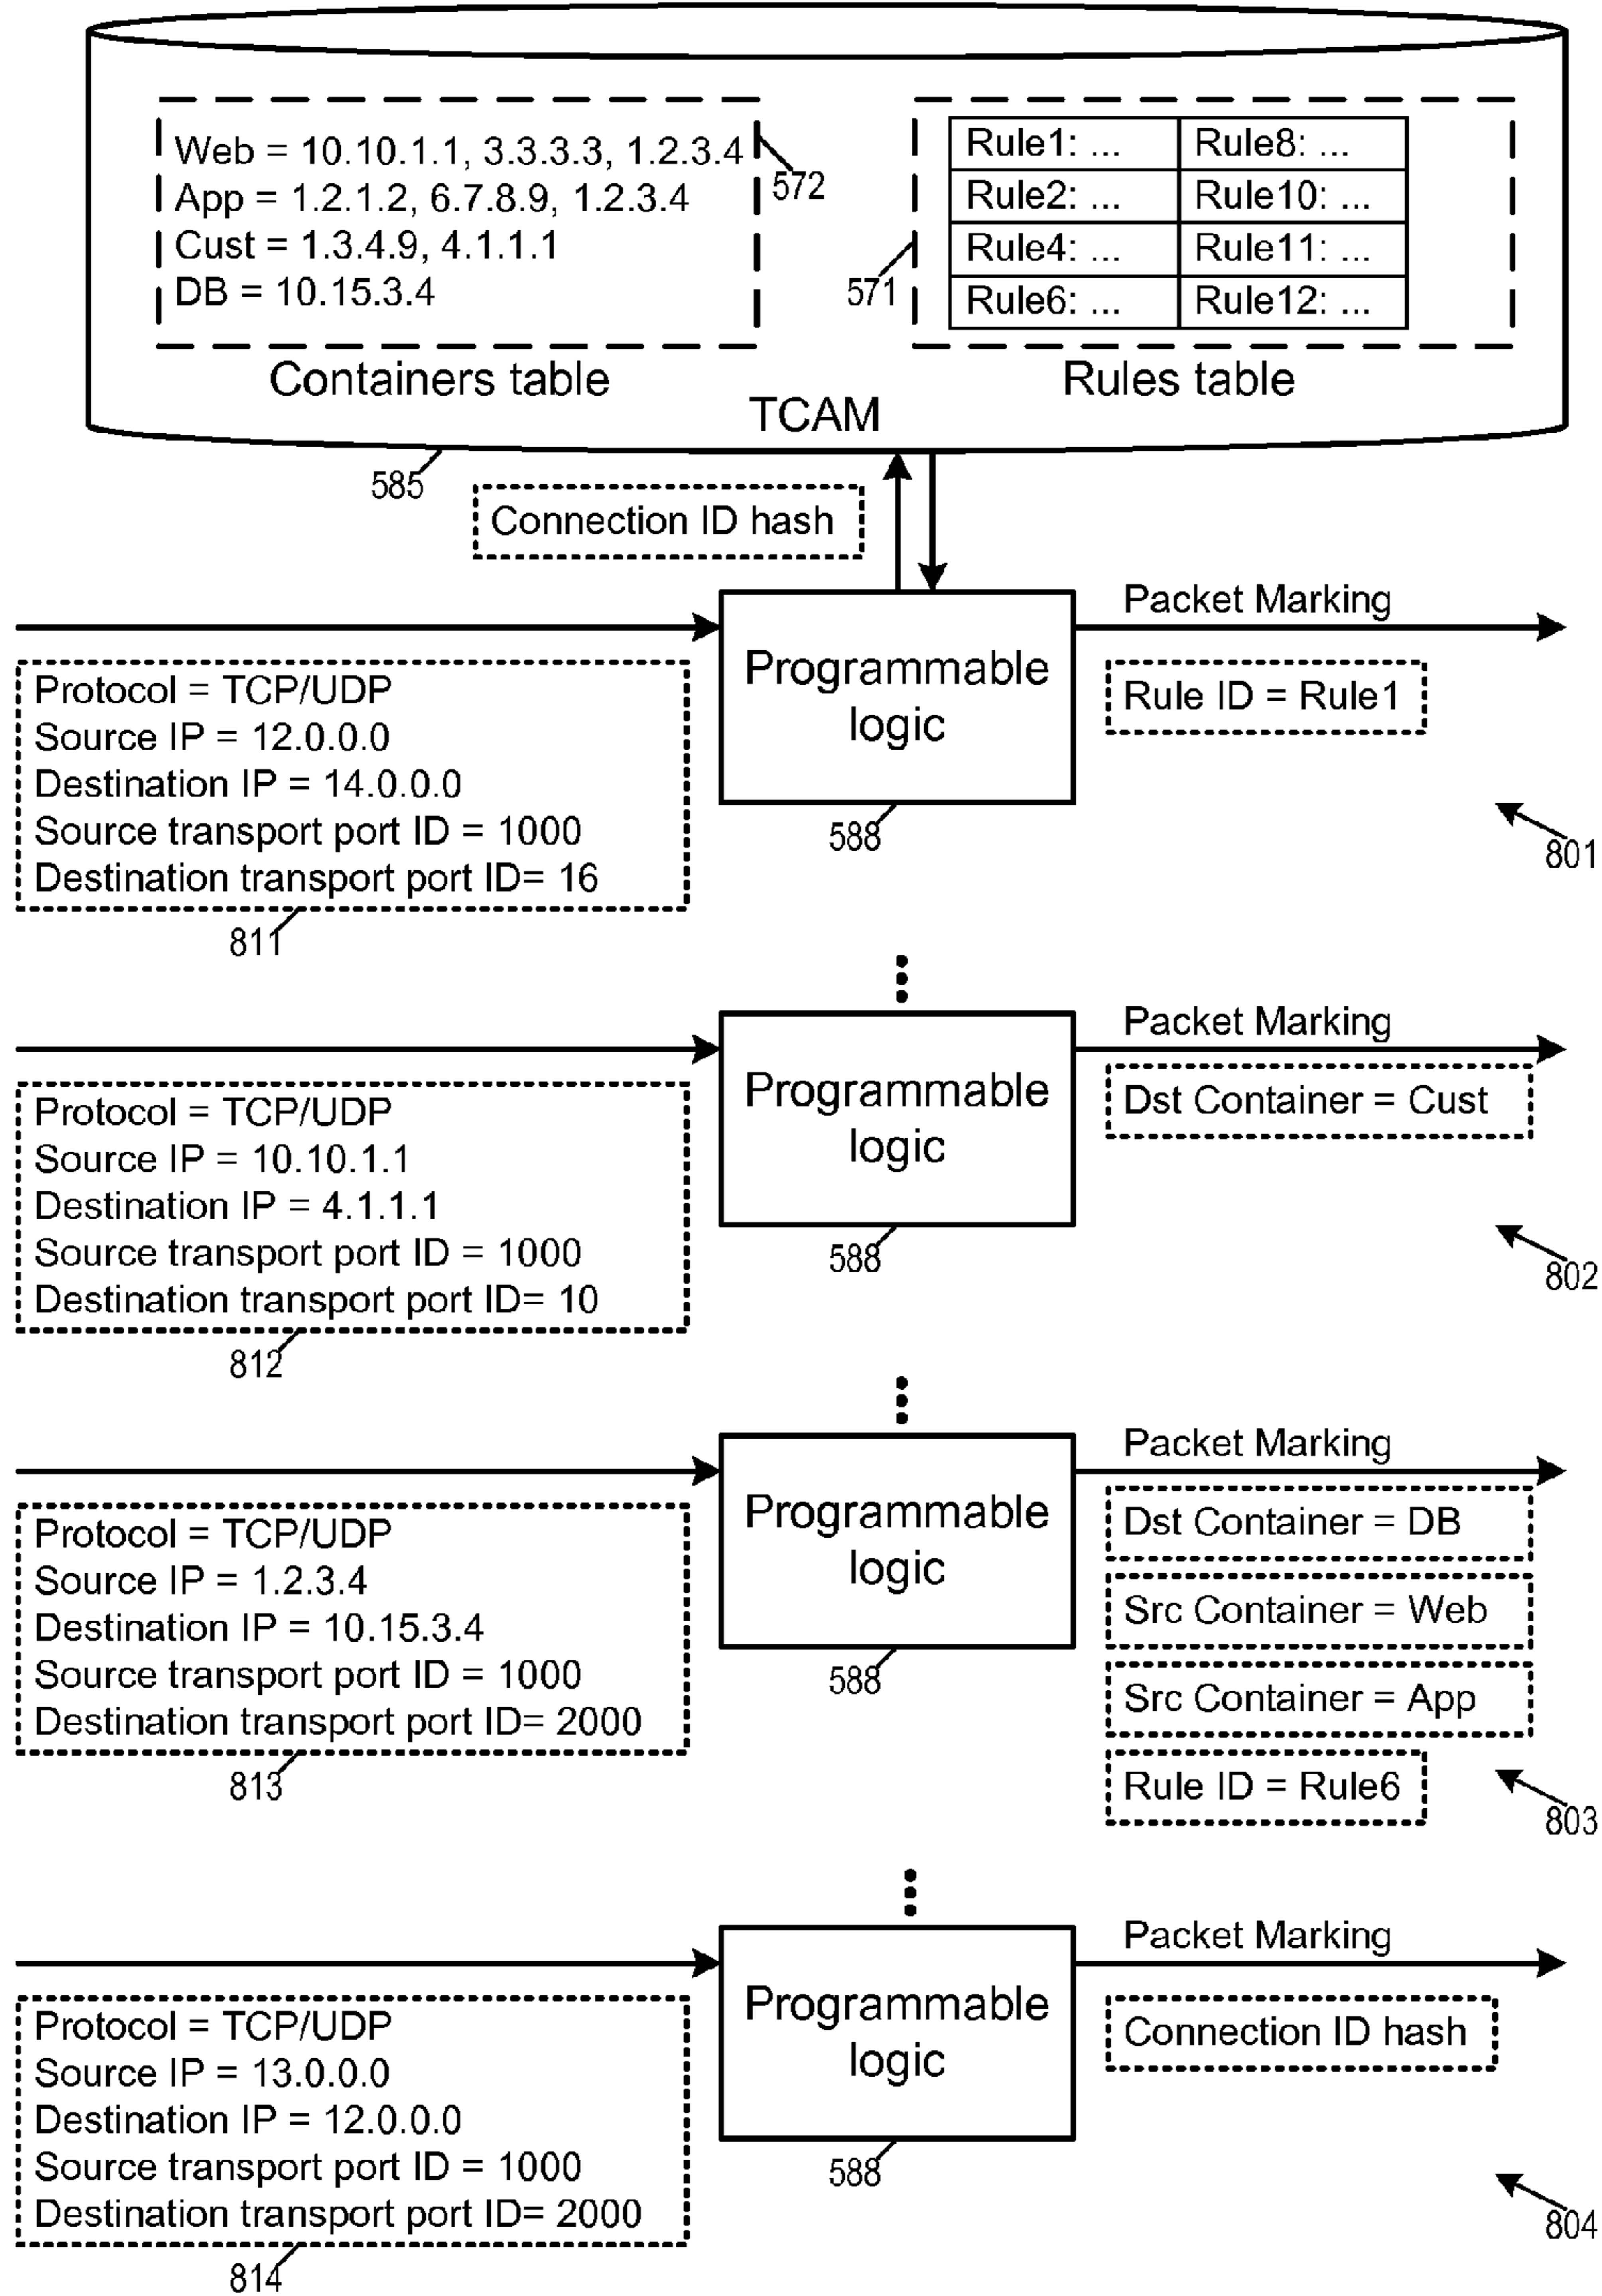 Web = 10.10.1.1, 3.3.3.3, 1.2.3.4
App = 1.2.1.2, 6.7.8.9, 1.2.3.4
Cust = 1.3.4.9, 4.1.1.1
DB = 10.15.3.4
572
Containers table
Rule1: ... Rule8: ...
Rule2: ... Rule10: ...
Rule4: ... Rule11: ...
Rule6: ... Rule12: ...
571
Rules table
TCAM
585
Connection ID hash
Protocol = TCP/UDP
Source IP = 12.0.0.0
Destination IP = 14.0.0.0
Source transport port ID = 1000
Destination transport port ID= 16
811
Programmable
logic
588
Packet Marking
Rule ID = Rule1
801
Protocol = TCP/UDP
Source IP = 10.10.1.1
Destination IP = 4.1.1.1
Source transport port ID = 1000
Destination transport port ID= 10
812
Programmable
logic
588
Packet Marking
Dst Container = Cust
802
Protocol = TCP/UDP
Source IP = 1.2.3.4
Destination IP = 10.15.3.4
Source transport port ID = 1000
Destination transport port ID= 2000
813
Programmable
logic
588
Packet Marking
Dst Container = DB
Src Container = Web
Src Container = App
Rule ID = Rule6
803
Protocol = TCP/UDP
Source IP = 13.0.0.0
Destination IP = 12.0.0.0
Source transport port ID = 1000
Destination transport port ID= 2000
814
Programmable
logic
588
Packet Marking
Connection ID hash
804